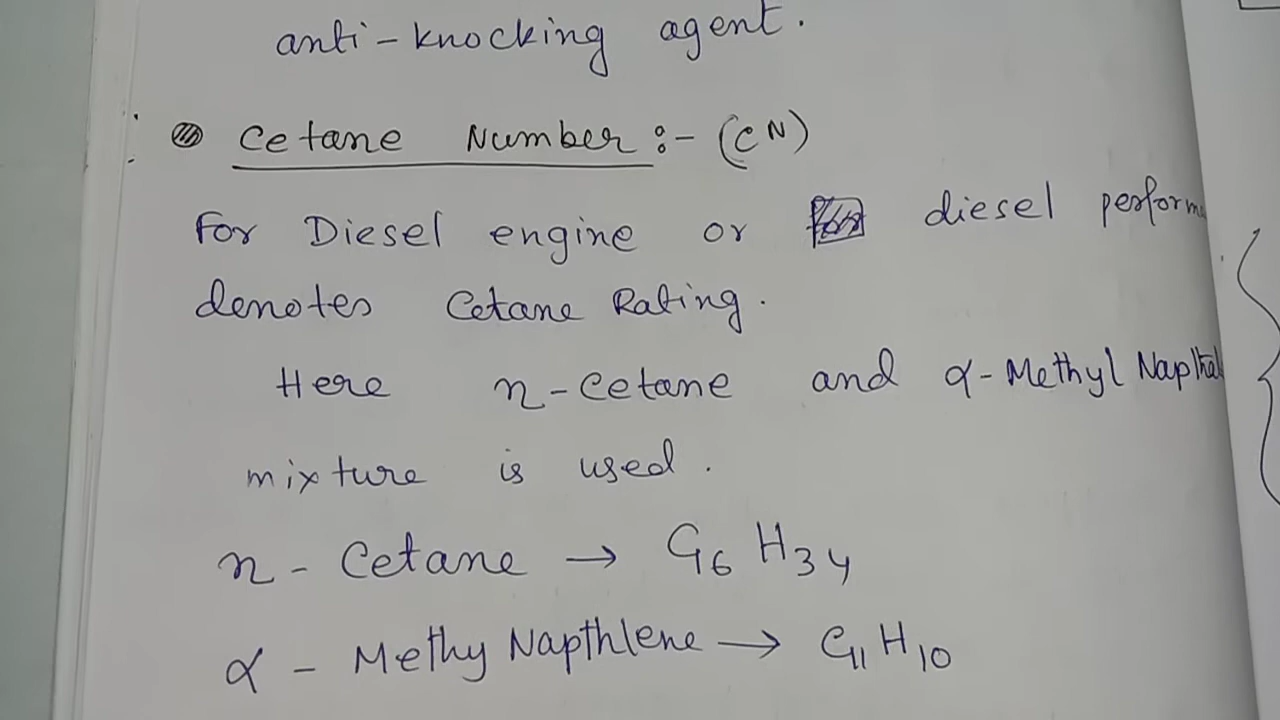 anti-knocking agent.
Cetane Number :- (CN)
For Diesel engine or diesel perform
denotes Cetane Rating.
Here n-Cetane and α-Methyl Napthal
mixture is used.
n - Cetane → C16 H34
α - Methy Napthlene → C11 H10